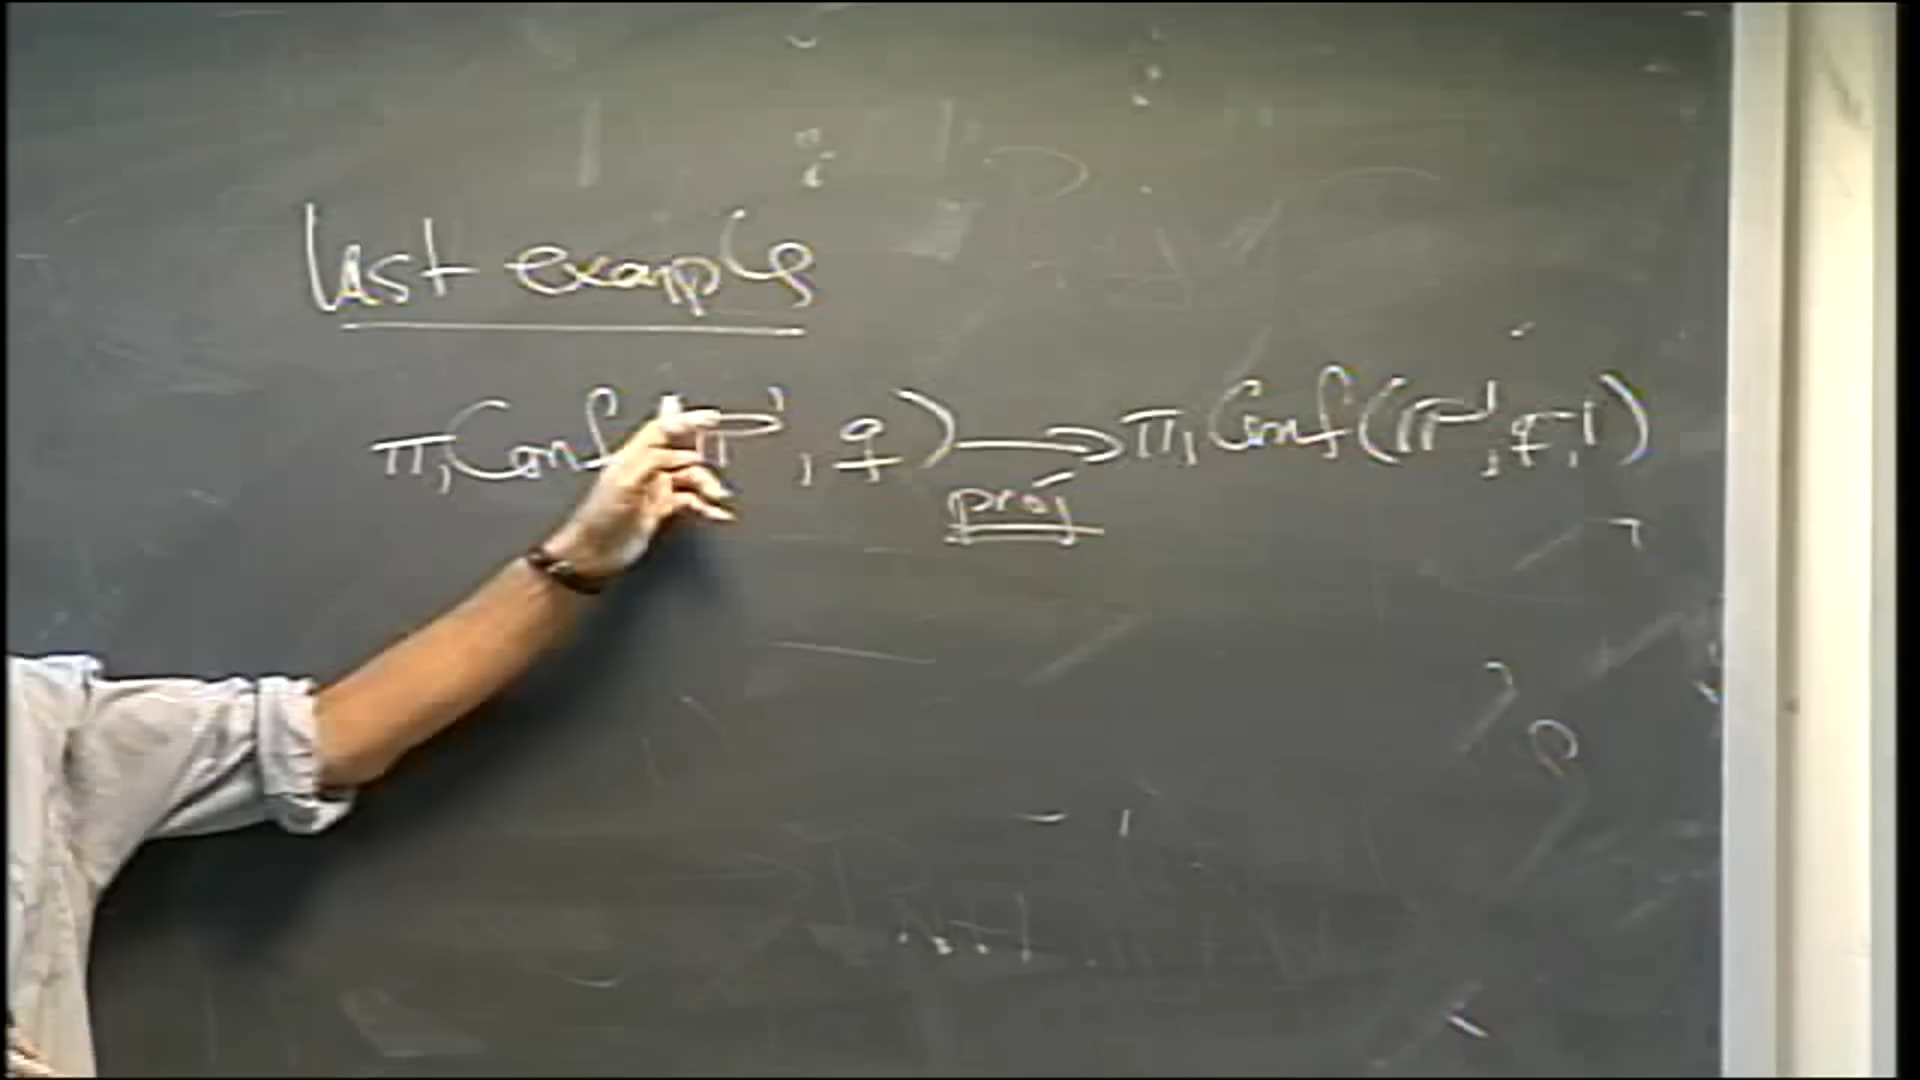 last example
π₁Conf(ℙ¹, q) → π₁Conf(ℙ¹, q-1)
proj